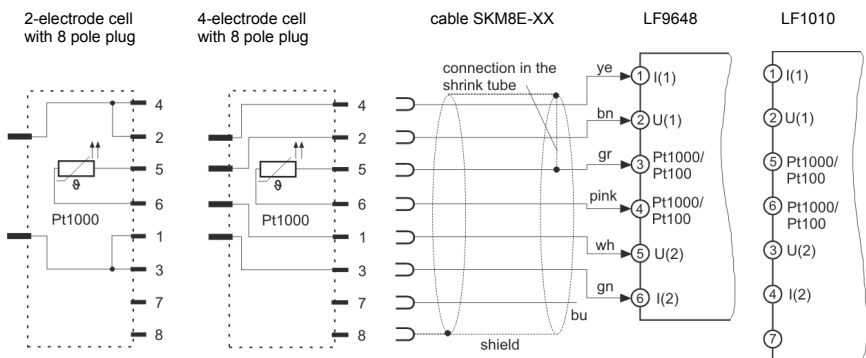 2-electrode cell
with 8 pole plug
4
2
5
ϑ
6
Pt1000
1
3
7
8
4-electrode cell
with 8 pole plug
4
2
5
ϑ
6
Pt1000
1
3
7
8
cable SKM8E-XX
connection in the
shrink tube
ye
bn
gr
pink
wh
gn
bu
shield
LF9648
1 I(1)
2 U(1)
3 Pt1000/
Pt100
4 Pt1000/
Pt100
5 U(2)
6 I(2)
LF1010
1 I(1)
2 U(1)
5 Pt1000/
Pt100
6 Pt1000/
Pt100
3 U(2)
4 I(2)
7